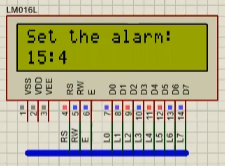 LM016L
Set the alarm:
15:4
VSS VDD VEE RS RW E D0 D1 D2 D3 D4 D5 D6 D7
1 2 3 4 5 6 7 8 9 10 11 12 13 14
RS RW E L0 L1 L2 L3 L4 L5 L6 L7